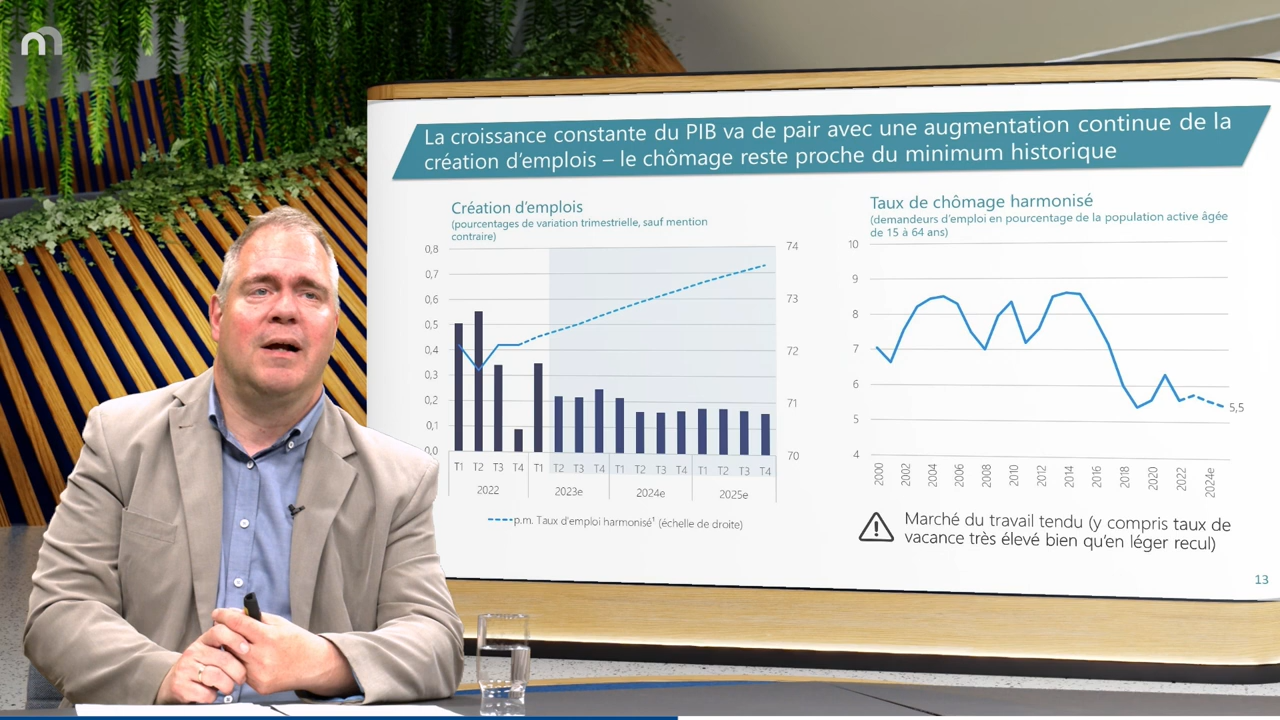 La croissance constante du PIB va de pair avec une augmentation continue de la
création d'emplois – le chômage reste proche du minimum historique
Création d'emplois
(pourcentages de variation trimestrielle, sauf mention
contraire)
0,8
0,7
0,6
0,5
0,4
0,3
0,2
0,1
0,0
74
73
72
71
70
T1 T2 T3 T4 T1 T2 T3 T4 T1 T2 T3 T4 T1 T2 T3 T4
2022 2023e 2024e 2025e
p.m. Taux d'emploi harmonisé¹ (échelle de droite)
Taux de chômage harmonisé
(demandeurs d'emploi en pourcentage de la population active âgée
de 15 à 64 ans)
10
9
8
7
6
5
4
5,5
2000 2002 2004 2006 2008 2010 2012 2014 2016 2018 2020 2022 2024e
Marché du travail tendu (y compris taux de
vacance très élevé bien qu'en léger recul)
13